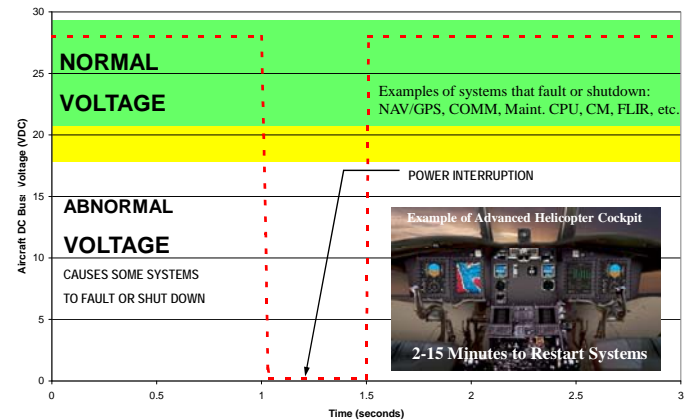 30
25
20
15
10
5
0
Aircraft DC Bus Voltage (VDC)
NORMAL
VOLTAGE
Examples of systems that fault or shutdown:
NAV/GPS, COMM, Maint. CPU, CM, FLIR, etc.
POWER INTERRUPTION
ABNORMAL
VOLTAGE
CAUSES SOME SYSTEMS
TO FAULT OR SHUT DOWN
Example of Advanced Helicopter Cockpit
2-15 Minutes to Restart Systems
0
0.5
1
1.5
2
2.5
3
Time (seconds)